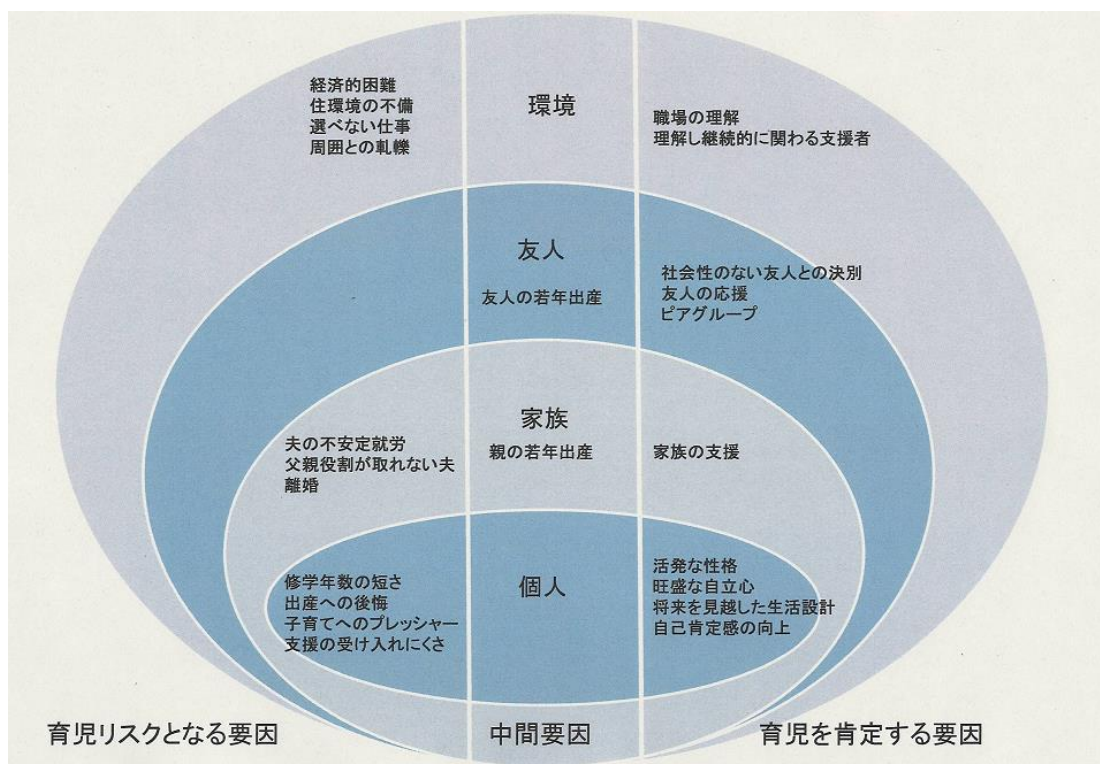 経済的困難
住環境の不備
選べない仕事
周囲との軋轢
環境
職場の理解
理解し継続的に関わる支援者
友人
友人の若年出産
社会性のない友人との決別
友人の応援
ピアグループ
夫の不安定就労
父親役割が取れない夫
離婚
家族
親の若年出産
家族の支援
修学年数の短さ
出産への後悔
子育てへのプレッシャー
支援の受け入れにくさ
個人
活発な性格
旺盛な自立心
将来を見越した生活設計
自己肯定感の向上
育児リスクとなる要因
中間要因
育児を肯定する要因